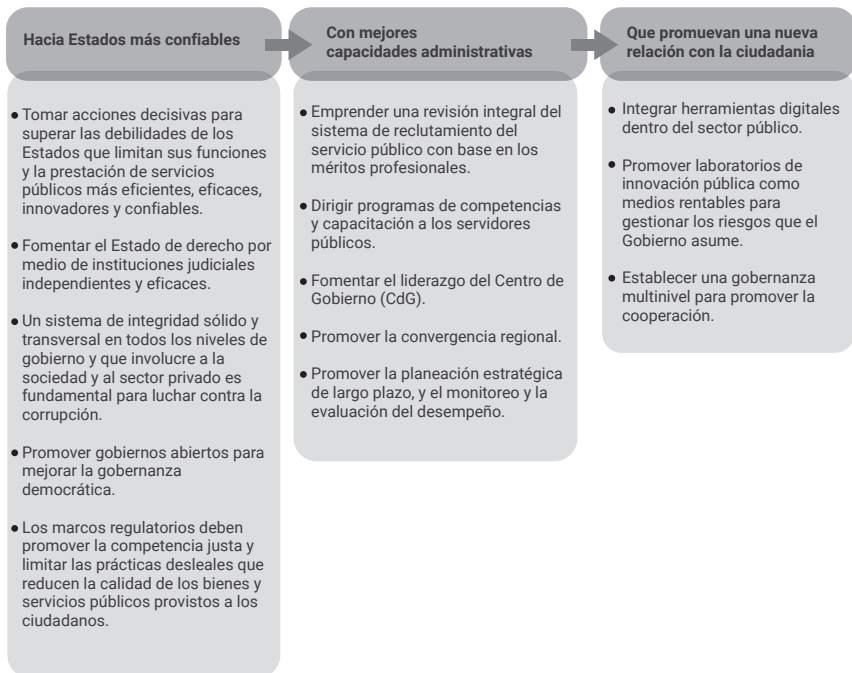 Hacia Estados más confiables
Con mejores
capacidades administrativas
Que promuevan una nueva
relación con la ciudadania
• Tomar acciones decisivas para
superar las debilidades de los
Estados que limitan sus funciones
y la prestación de servicios
públicos más eficientes, eficaces,
innovadores y confiables.
• Fomentar el Estado de derecho por
medio de instituciones judiciales
independientes y eficaces.
• Un sistema de integridad sólido y
transversal en todos los niveles de
gobierno y que involucre a la
sociedad y al sector privado es
fundamental para luchar contra la
corrupción.
• Promover gobiernos abiertos para
mejorar la gobernanza
democrática.
• Los marcos regulatorios deben
promover la competencia justa y
limitar las prácticas desleales que
reducen la calidad de los bienes y
servicios públicos provistos a los
ciudadanos.
• Emprender una revisión integral del
sistema de reclutamiento del
servicio público con base en los
méritos profesionales.
• Dirigir programas de competencias
y capacitación a los servidores
públicos.
• Fomentar el liderazgo del Centro de
Gobierno (CdG).
• Promover la convergencia regional.
• Promover la planeación estratégica
de largo plazo, y el monitoreo y la
evaluación del desempeño.
• Integrar herramientas digitales
dentro del sector público.
• Promover laboratorios de
innovación pública como
medios rentables para
gestionar los riesgos que el
Gobierno asume.
• Establecer una gobernanza
multinivel para promover la
cooperación.